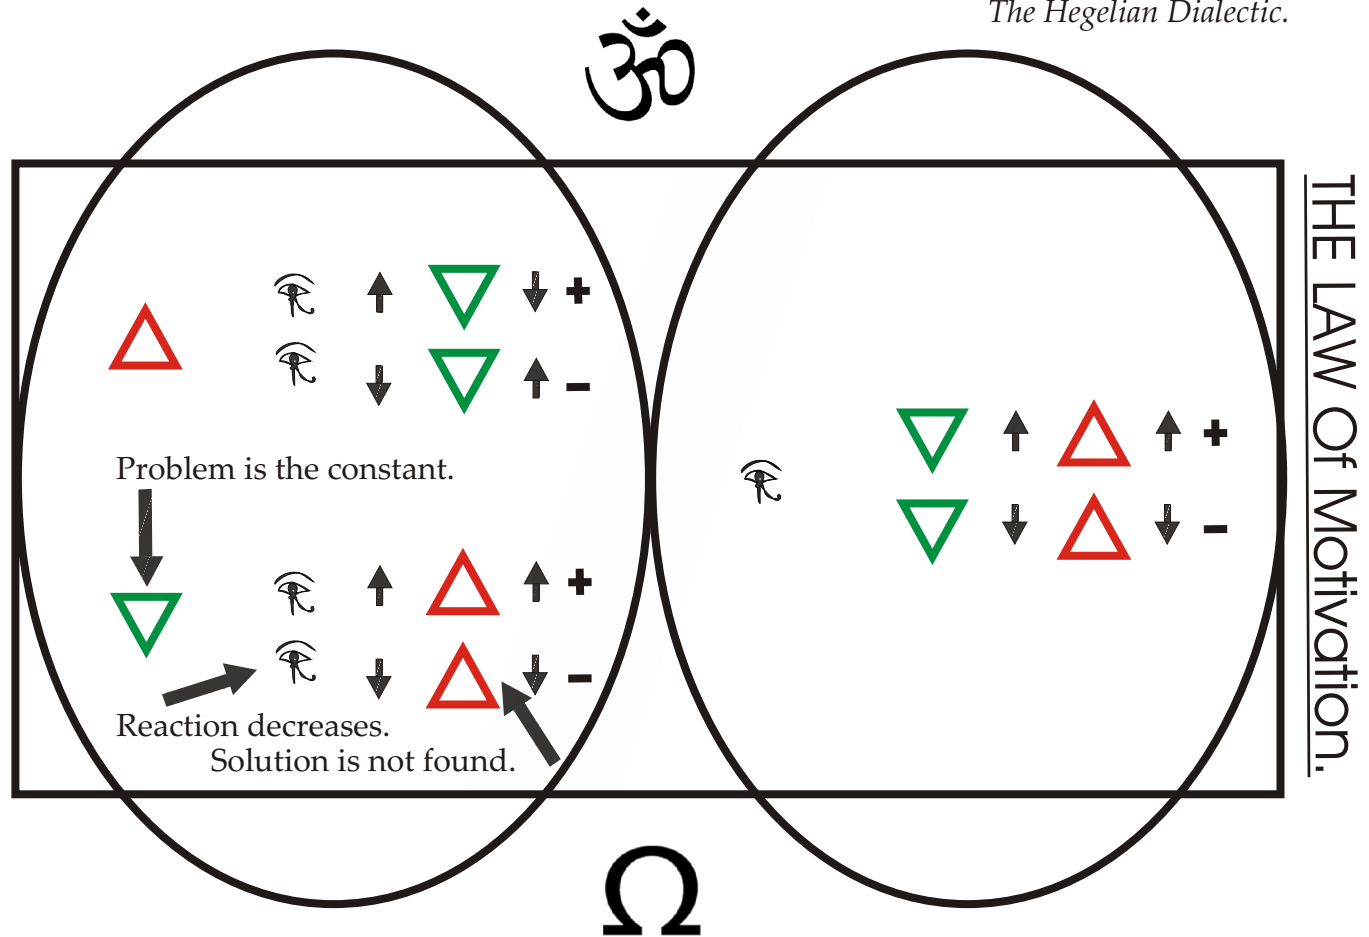 The Hegelian Dialectic.
ॐ
+
−
Problem is the constant.
+
−
Reaction decreases.
Solution is not found.
+
−
THE LAW Of Motivation.
Ω